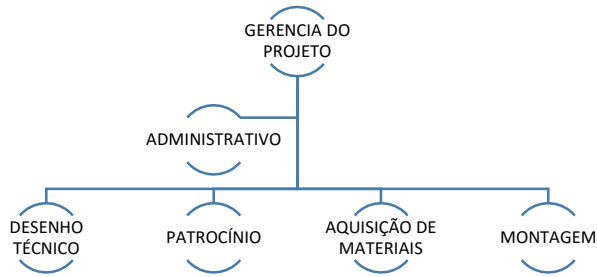 GERENCIA DO
PROJETO
ADMINISTRATIVO
DESENHO
TÉCNICO
PATROCÍNIO
AQUISIÇÃO DE
MATERIAIS
MONTAGEM